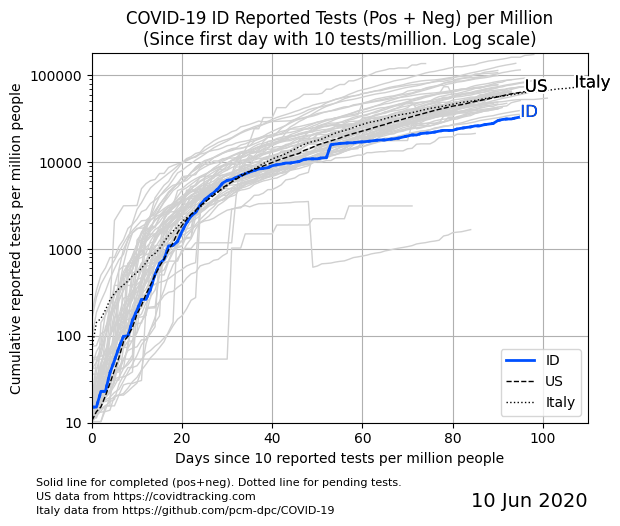 COVID-19 ID Reported Tests (Pos + Neg) per Million
(Since first day with 10 tests/million. Log scale)
Cumulative reported tests per million people
100000
10000
1000
100
10
US
Italy
ID
ID
US
Italy
0
20
40
60
80
100
Days since 10 reported tests per million people
Solid line for completed (pos+neg). Dotted line for pending tests.
US data from https://covidtracking.com
Italy data from https://github.com/pcm-dpc/COVID-19
10 Jun 2020